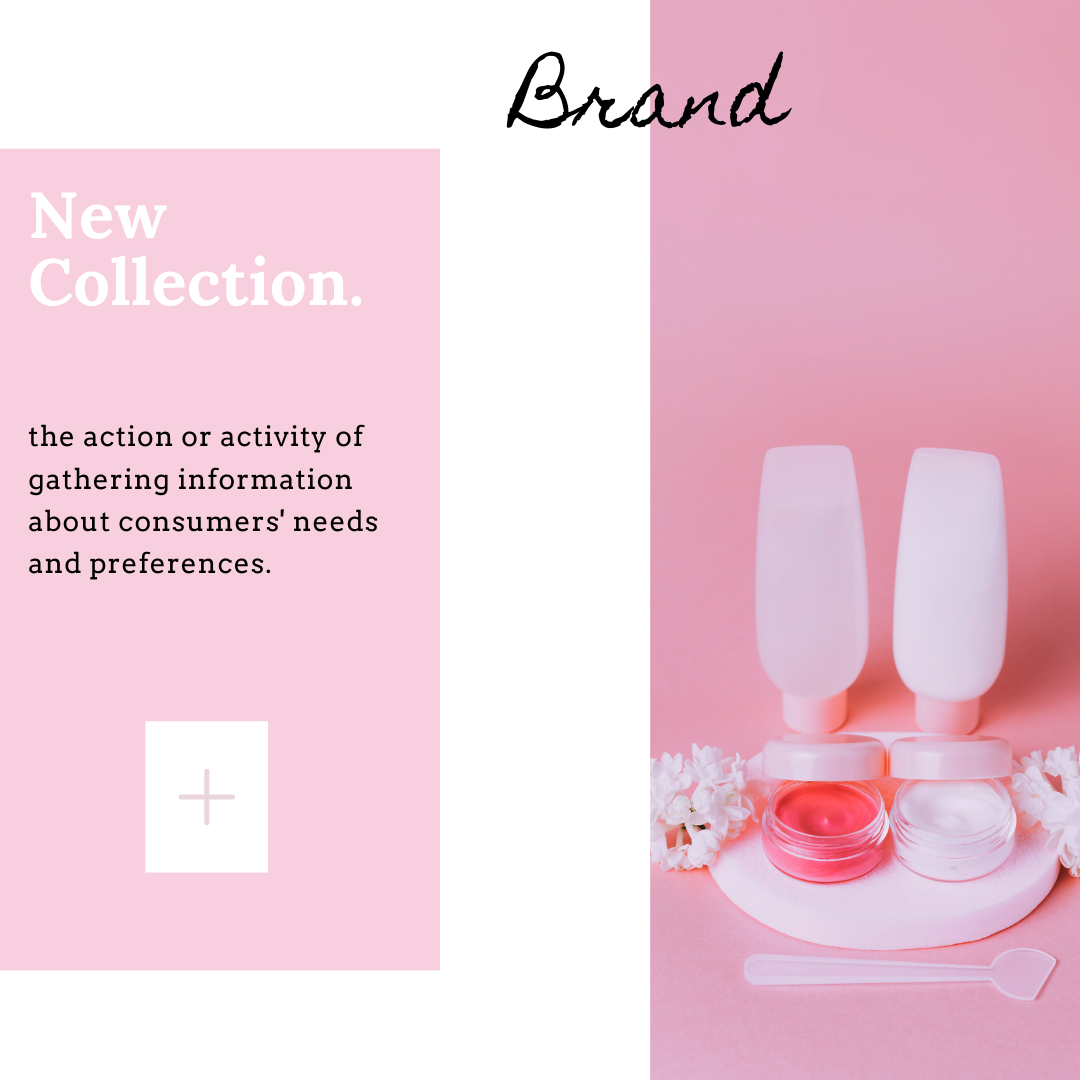 Brand
New
Collection.
the action or activity of
gathering information
about consumers' needs
and preferences.